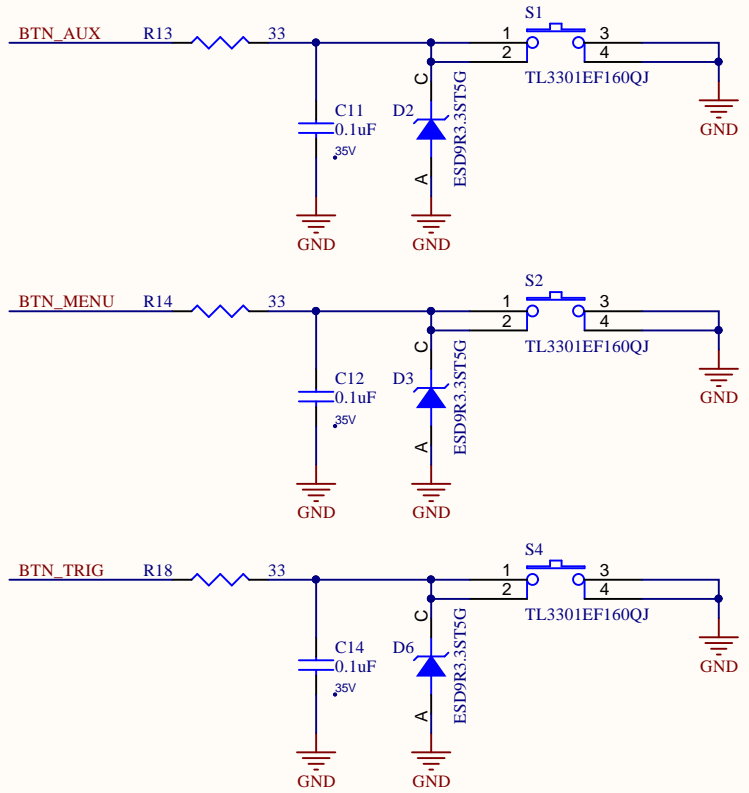 S1
BTN_AUX R13 33 1 3
2 4
TL3301EF160QJ
C11 D2 C
0.1uF
35V
ESD9R3.3ST5G
A
GND
GND
GND
S2
BTN_MENU R14 33 1 3
2 4
TL3301EF160QJ
C12 D3 C
0.1uF
35V
ESD9R3.3ST5G
A
GND
GND
GND
S4
BTN_TRIG R18 33 1 3
2 4
TL3301EF160QJ
C14 D6 C
0.1uF
35V
ESD9R3.3ST5G
A
GND
GND
GND